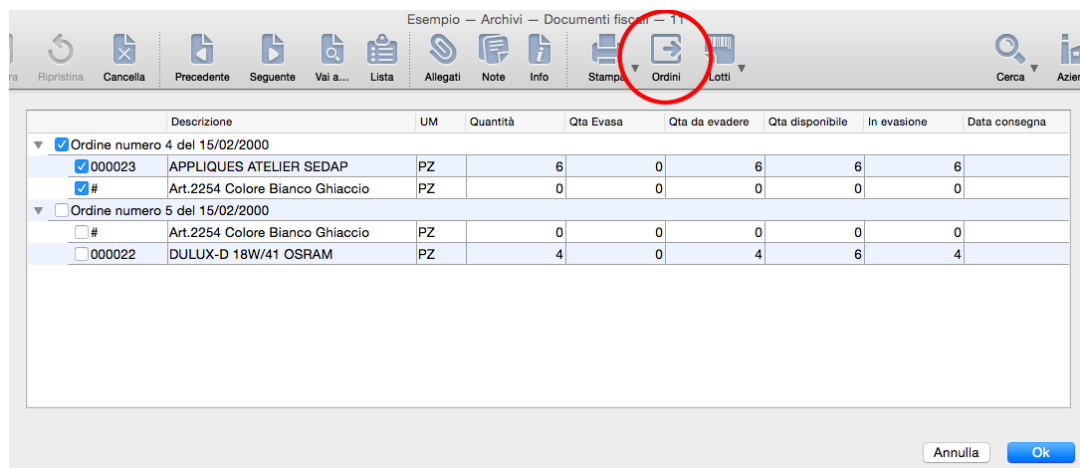 Esempio — Archivi — Documenti fiscali — 11
Ripristina Cancella Precedente Seguente Vai a... Lista Allegati Note Info Stampa Ordini Lotti Cerca
Descrizione UM Quantità Qta Evasa Qta da evadere Qta disponibile In evasione Data consegna
Ordine numero 4 del 15/02/2000
000023 APPLIQUES ATELIER SEDAP PZ 6 0 6 6 6
# Art.2254 Colore Bianco Ghiaccio PZ 0 0 0 0 0
Ordine numero 5 del 15/02/2000
# Art.2254 Colore Bianco Ghiaccio PZ 0 0 0 0 0
000022 DULUX-D 18W/41 OSRAM PZ 4 0 4 6 4
Annulla Ok